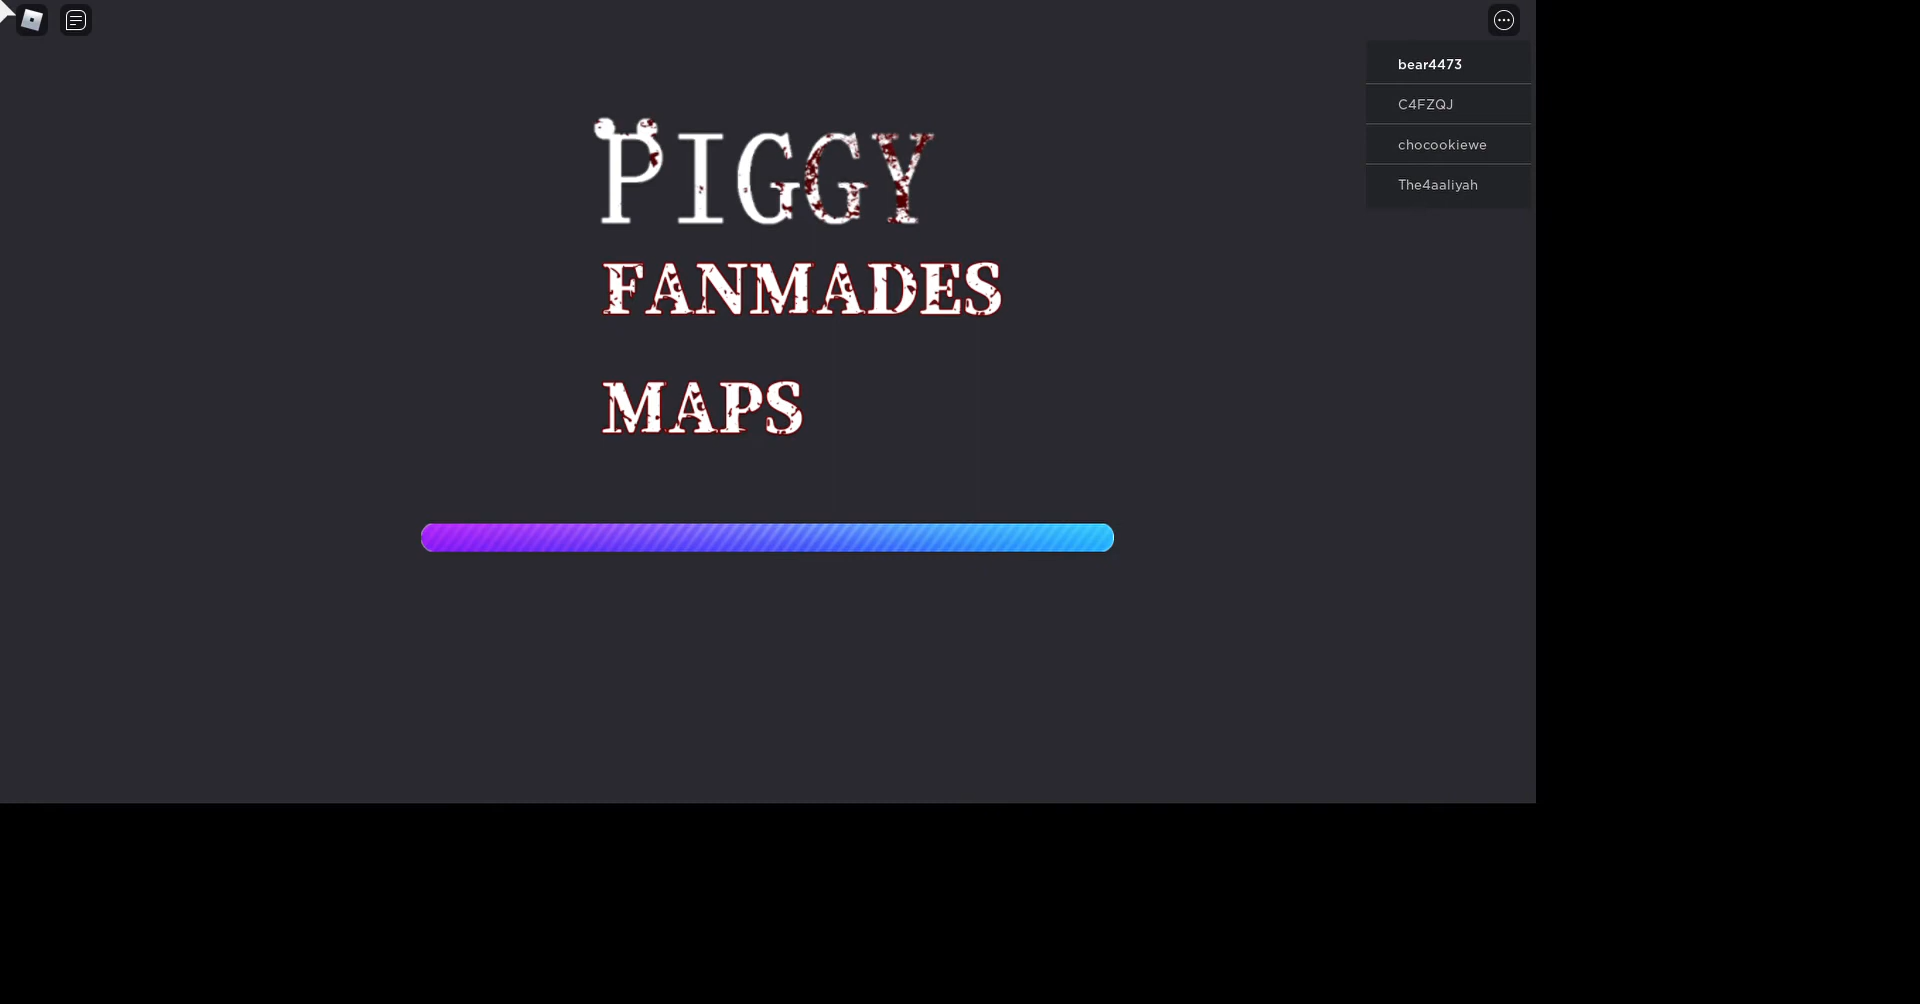 bear4473
C4FZQJ
chocookiewe
The4aaliyah
PIGGY
FANMADES
MAPS